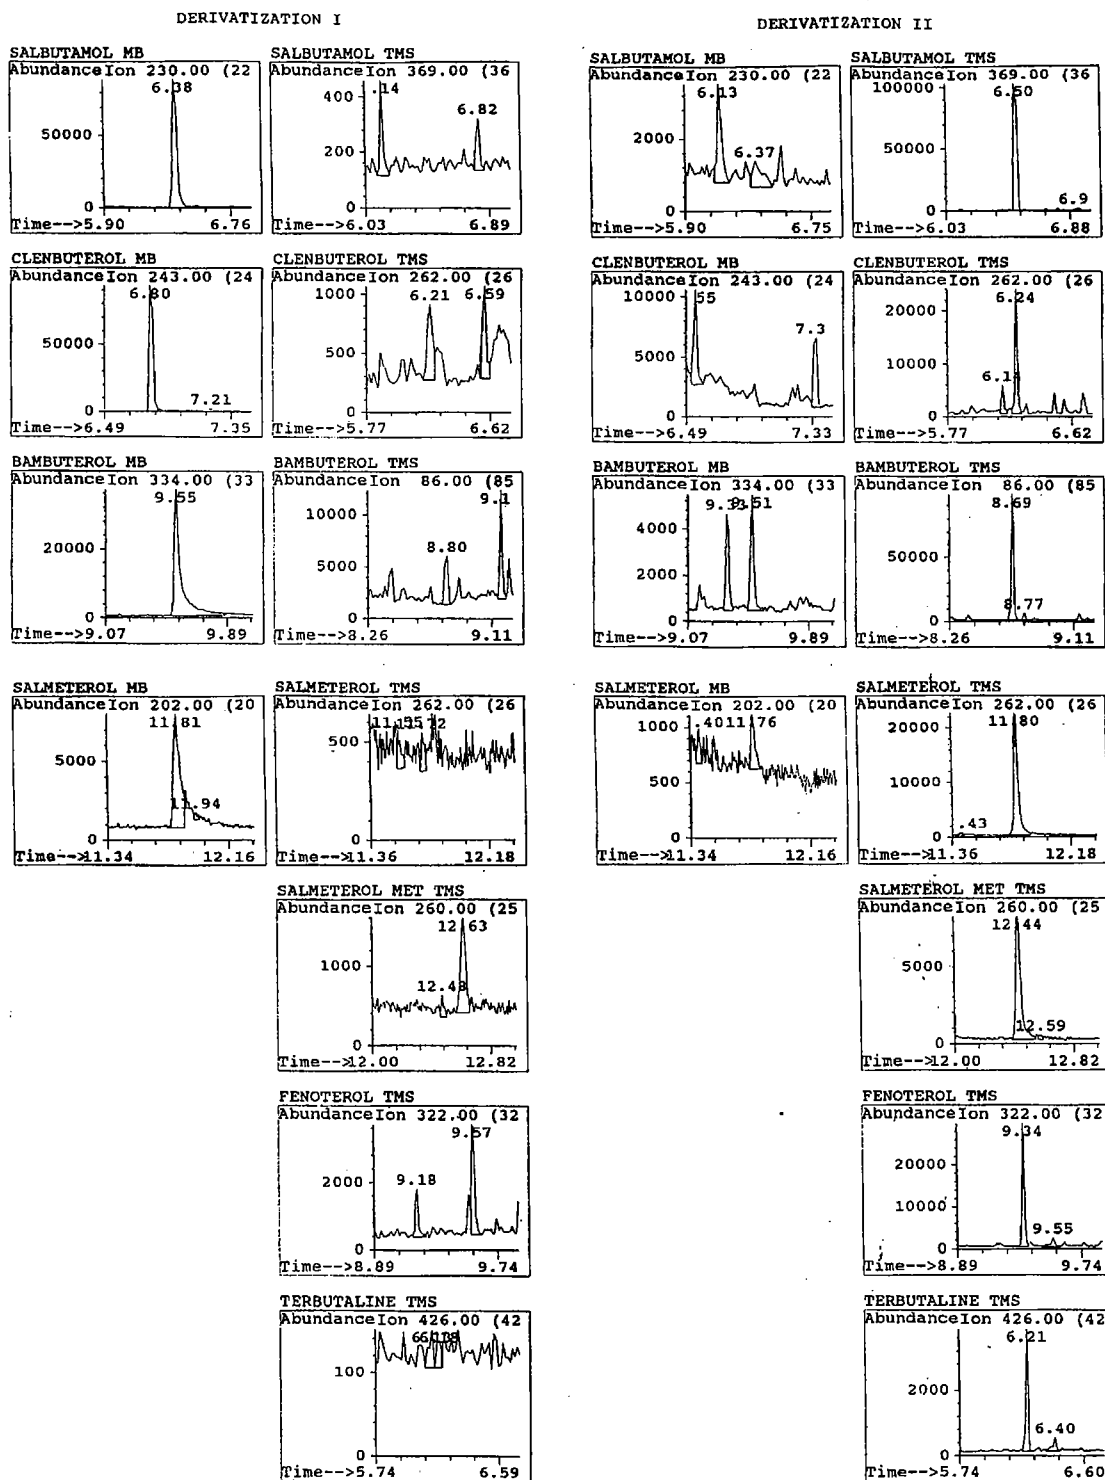 DERIVATIZATION I
SALBUTAMOL MB
Abundance Ion 230.00 (22
6.38
50000
0
Time-->5.90 6.76
SALBUTAMOL TMS
Abundance Ion 369.00 (36
.14
400
6.82
200
0
Time-->6.03 6.89
CLENBUTEROL MB
Abundance Ion 243.00 (24
6.80
50000
7.21
0
Time-->6.49 7.35
CLENBUTEROL TMS
Abundance Ion 262.00 (26
1000
6.21 6.59
500
0
Time-->5.77 6.62
BAMBUTEROL MB
Abundance Ion 334.00 (33
9.55
20000
0
Time-->9.07 9.89
BAMBUTEROL TMS
Abundance Ion 86.00 (85
9.1
10000
8.80
5000
0
Time-->8.26 9.11
SALMETEROL MB
Abundance Ion 202.00 (20
11.81
5000
11.94
0
Time-->11.34 12.16
SALMETEROL TMS
Abundance Ion 262.00 (26
500
0
Time-->11.36 12.18
SALMETEROL MET TMS
Abundance Ion 260.00 (25
12.63
1000
12.48
0
Time-->12.00 12.82
FENOTEROL TMS
Abundance Ion 322.00 (32
9.57
9.18
2000
0
Time-->8.89 9.74
TERBUTALINE TMS
Abundance Ion 426.00 (42
100
0
Time-->5.74 6.59
DERIVATIZATION II
SALBUTAMOL MB
Abundance Ion 230.00 (22
6.13
2000
6.37
0
Time-->5.90 6.75
SALBUTAMOL TMS
Abundance Ion 369.00 (36
100000
6.50
50000
6.9
0
Time-->6.03 6.88
CLENBUTEROL MB
Abundance Ion 243.00 (24
10000
55
7.3
5000
0
Time-->6.49 7.33
CLENBUTEROL TMS
Abundance Ion 262.00 (26
6.24
20000
10000
6.14
0
Time-->5.77 6.62
BAMBUTEROL MB
Abundance Ion 334.00 (33
9.33 9.51
4000
2000
0
Time-->9.07 9.89
BAMBUTEROL TMS
Abundance Ion 86.00 (85
8.69
50000
8.77
0
Time-->8.26 9.11
SALMETEROL MB
Abundance Ion 202.00 (20
1000
.40 11.76
500
0
Time-->11.34 12.16
SALMETEROL TMS
Abundance Ion 262.00 (26
11.80
20000
10000
.43
0
Time-->11.36 12.18
SALMETEROL MET TMS
Abundance Ion 260.00 (25
12.44
5000
12.59
0
Time-->12.00 12.82
FENOTEROL TMS
Abundance Ion 322.00 (32
9.34
20000
10000
9.55
0
Time-->8.89 9.74
TERBUTALINE TMS
Abundance Ion 426.00 (42
6.21
2000
6.40
0
Time-->5.74 6.60